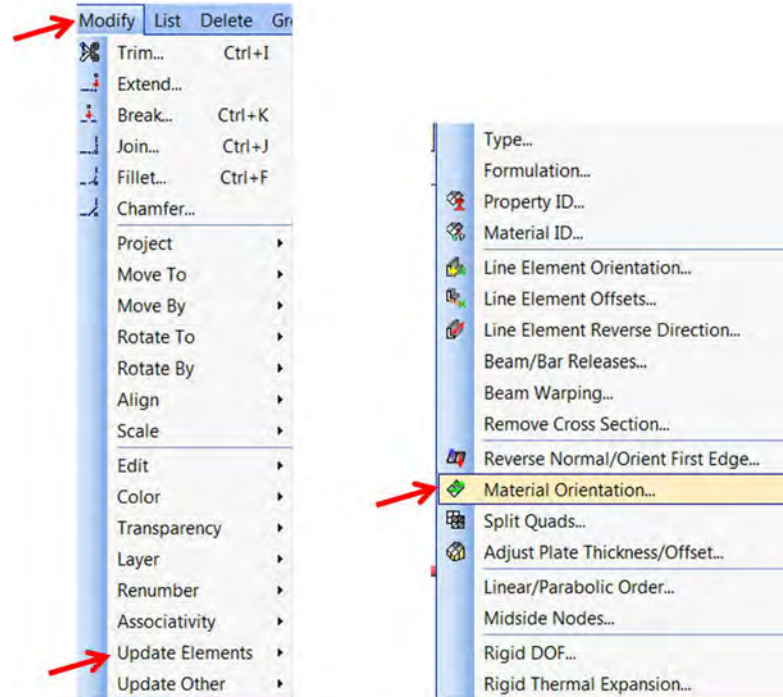 Modify List Delete Gr
Trim... Ctrl+I
Extend...
Break... Ctrl+K
Join... Ctrl+J
Fillet... Ctrl+F
Chamfer...
Project
Move To
Move By
Rotate To
Rotate By
Align
Scale
Edit
Color
Transparency
Layer
Renumber
Associativity
Update Elements
Update Other
Type...
Formulation...
Property ID...
Material ID...
Line Element Orientation...
Line Element Offsets...
Line Element Reverse Direction...
Beam/Bar Releases...
Beam Warping...
Remove Cross Section...
Reverse Normal/Orient First Edge...
Material Orientation...
Split Quads...
Adjust Plate Thickness/Offset...
Linear/Parabolic Order...
Midside Nodes...
Rigid DOF...
Rigid Thermal Expansion...